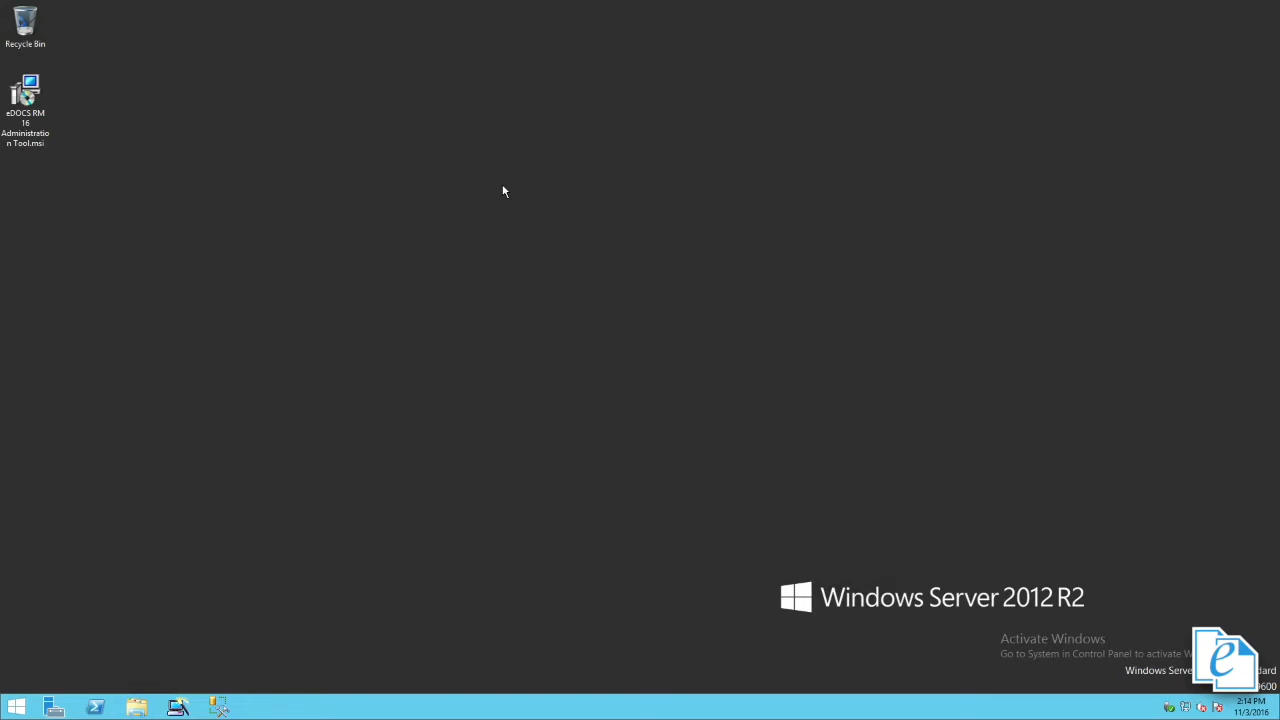 Recycle Bin
eDOCS RM
16
Administratio
n Tool.msi
Windows Server 2012 R2
Activate Windows
Go to System in Control Panel to activate
Windows
e
2:14 PM
11/3/2016